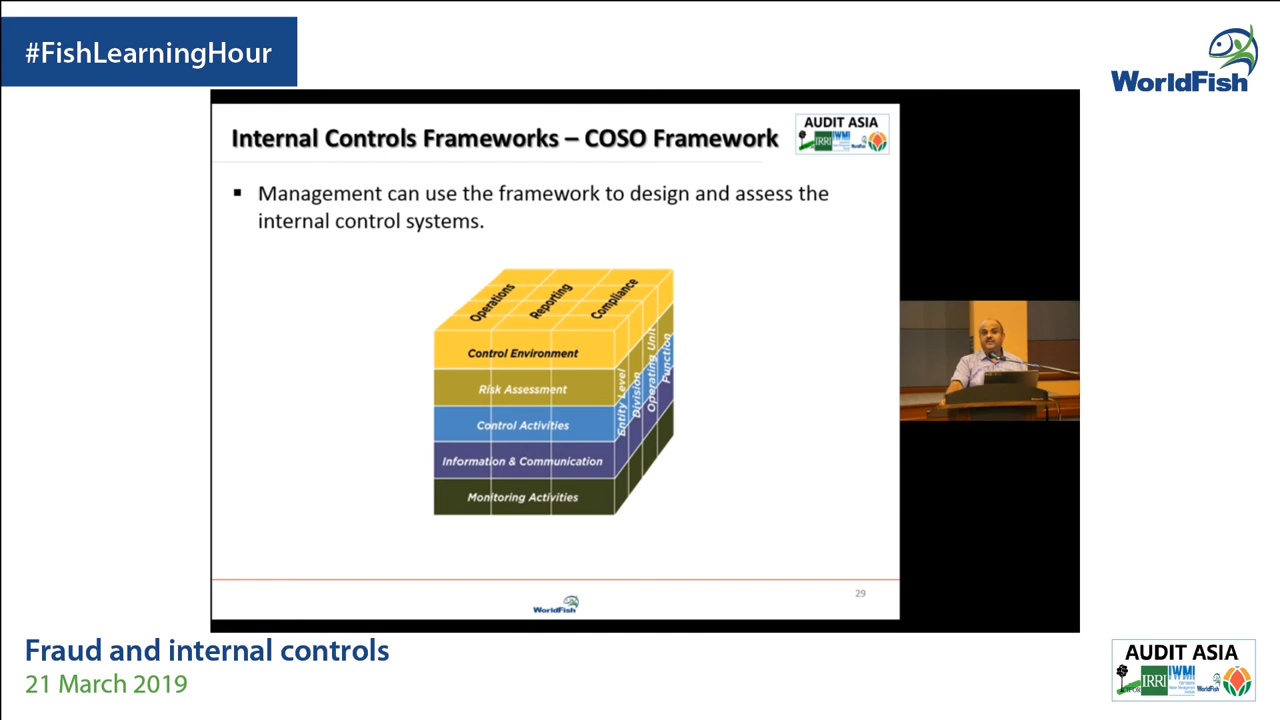 #FishLearningHour
WorldFish
Internal Controls Frameworks – COSO Framework
AUDIT ASIA
IRRI
IWMI
▪ Management can use the framework to design and assess the
internal control systems.
Operations
Reporting
Compliance
Control Environment
Risk Assessment
Control Activities
Information & Communication
Monitoring Activities
Entity Level
Division
Operating Unit
Function
29
WorldFish
Fraud and internal controls
21 March 2019
AUDIT ASIA
IRRI
IWMI
WorldFish